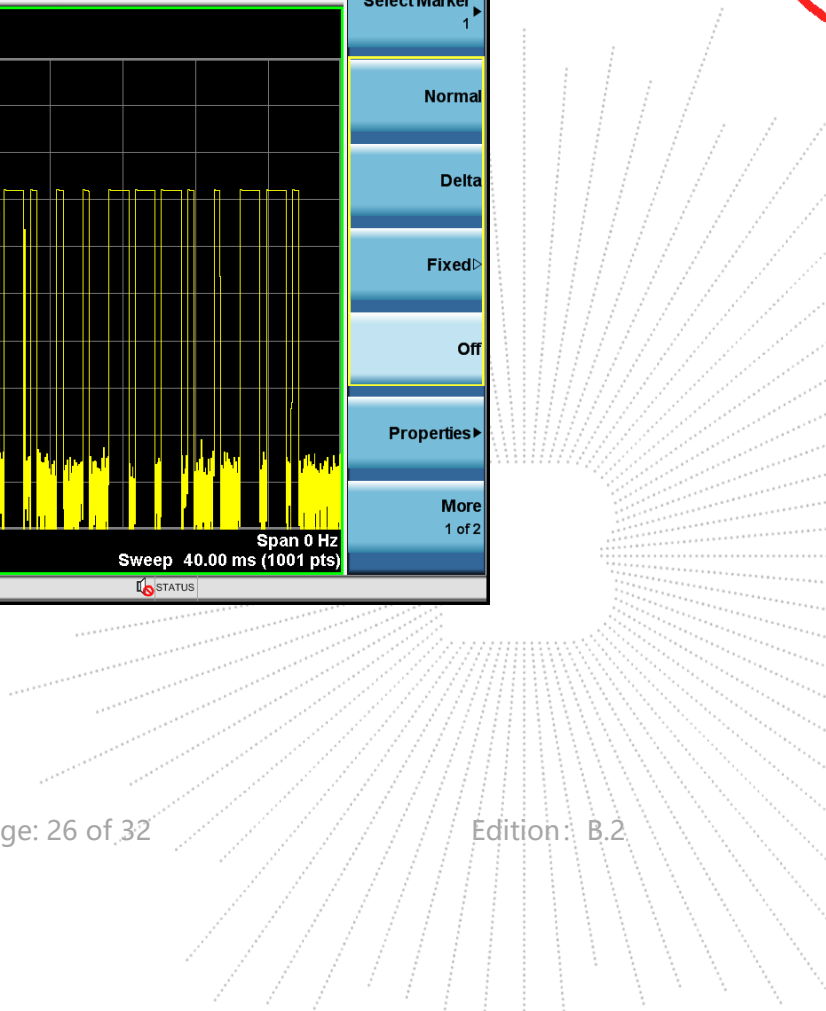 Select Marker
1
Normal
Delta
Fixed
Off
Properties
More
1 of 2
Span 0 Hz
Sweep 40.00 ms (1001 pts)
STATUS
ge: 26 of 32
Edition: B.2